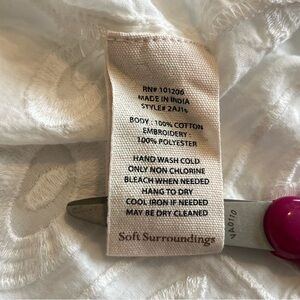 RN# 101206
MADE IN INDIA
STYLE# 2AJ16
BODY : 100% COTTON
EMBROIDERY :
100% POLYESTER
HAND WASH COLD
ONLY NON CHLORINE
BLEACH WHEN NEEDED
HANG TO DRY
COOL IRON IF NEEDED
MAY BE DRY CLEANED
Soft Surroundings